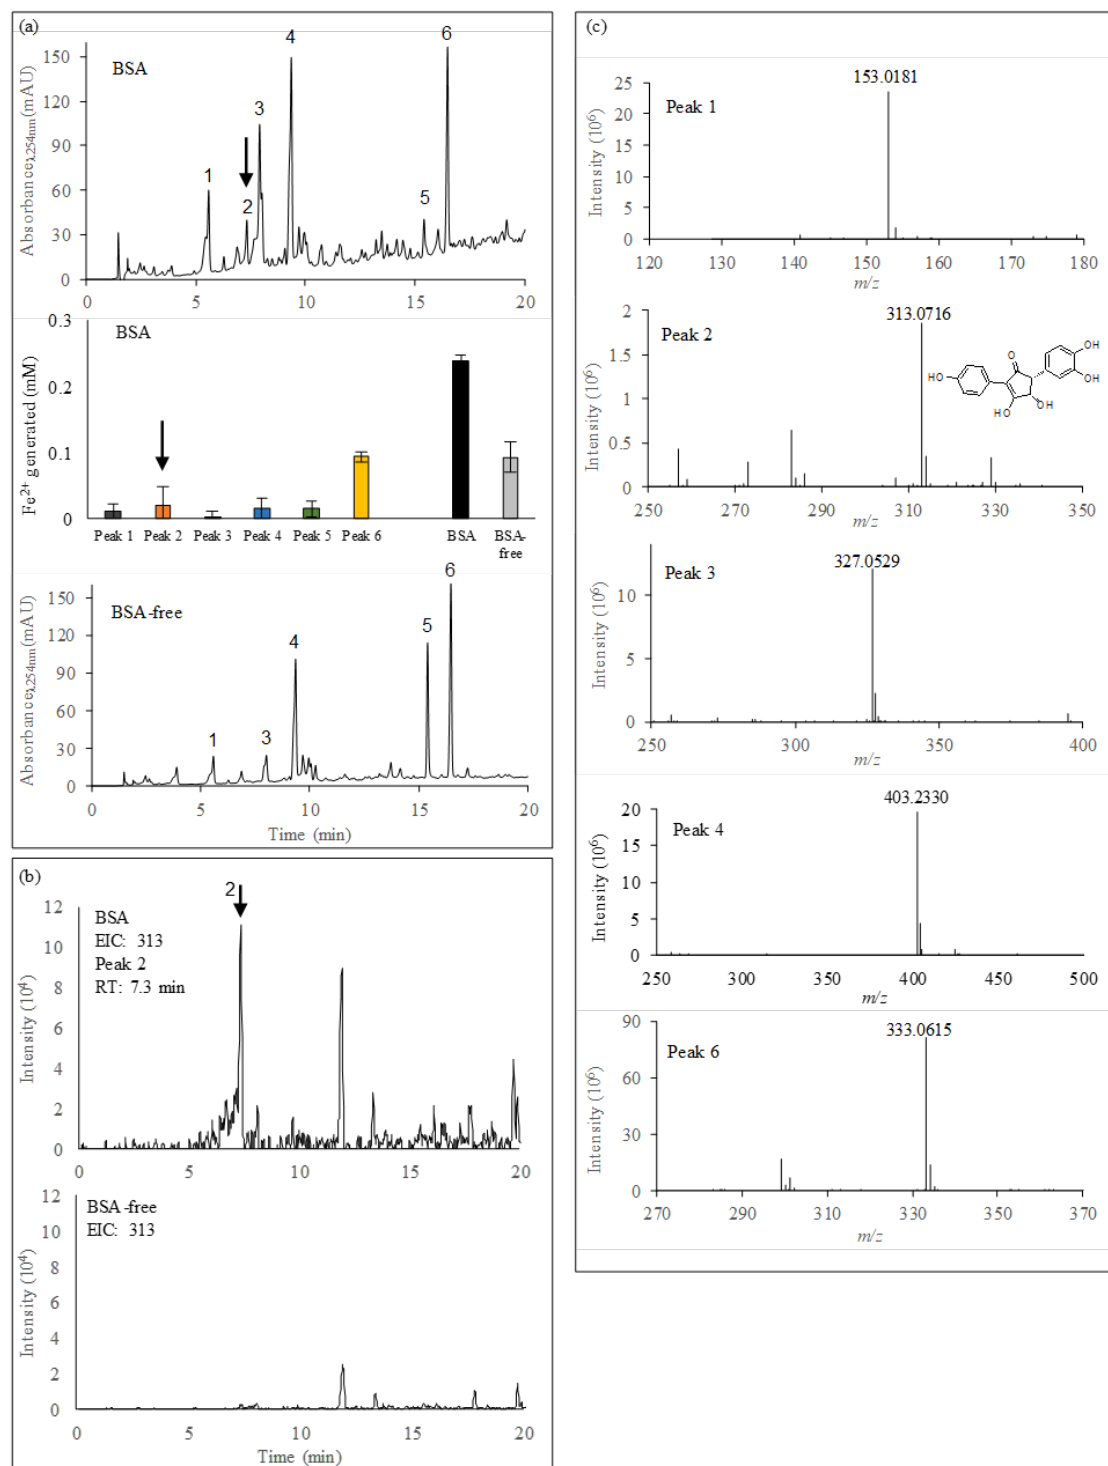 (a)
Absorbance λ254nm (mAU)
150
120
90
60
30
0
BSA
1
2
3
4
5
6
0 5 10 15 20
Fe²⁺ generated (mM)
0.3
0.2
0.1
0
BSA
Peak 1 Peak 2 Peak 3 Peak 4 Peak 5 Peak 6 BSA BSA-
free
Absorbance λ254nm (mAU)
150
120
90
60
30
0
BSA-free
1
3
4
5
6
0 5 10 15 20
Time (min)
(b)
Intensity (10⁴)
12
10
8
6
4
2
0
BSA
EIC: 313
Peak 2
RT: 7.3 min
2
0 5 10 15 20
Intensity (10⁴)
12
10
8
6
4
2
0
BSA-free
EIC: 313
0 5 10 15 20
Time (min)
(c)
Intensity (10⁶)
25
20
15
10
5
0
Peak 1
153.0181
120 130 140 150 160 170 180
m/z
Intensity (10⁶)
2
1.5
1
0.5
0
Peak 2
313.0716
HO
O
OH
OH
HO
OH
250 270 290 310 330 350
m/z
Intensity (10⁶)
10
5
0
Peak 3
327.0529
250 300 350 400
m/z
Intensity (10⁶)
20
15
10
5
0
Peak 4
403.2330
250 300 350 400 450 500
m/z
Intensity (10⁶)
90
60
30
0
Peak 6
333.0615
270 290 310 330 350 370
m/z